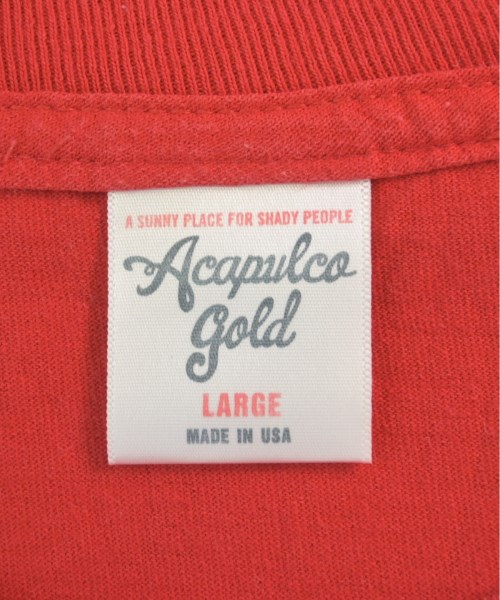 A SUNNY PLACE FOR SHADY PEOPLE
Acapulco
gold
LARGE
MADE IN USA